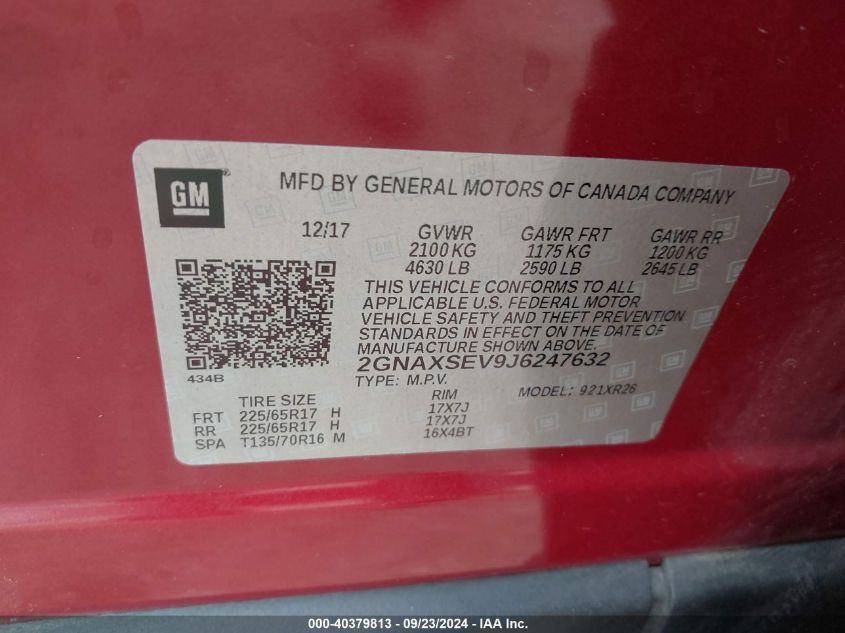 GM
MFD BY GENERAL MOTORS OF CANADA COMPANY
12/17 GVWR GAWR FRT GAWR RR
2100 KG 1175 KG 1200 KG
4630 LB 2590 LB 2645 LB
THIS VEHICLE CONFORMS TO ALL
APPLICABLE U.S. FEDERAL MOTOR
VEHICLE SAFETY AND THEFT PREVENTION
STANDARDS IN EFFECT ON THE DATE OF
MANUFACTURE SHOWN ABOVE.
434B 2GNAXSEV9J6247632
TYPE: M.P.V. MODEL: 921XR26
TIRE SIZE RIM
FRT 225/65R17 H 17X7J
RR 225/65R17 H 17X7J
SPA T135/70R16 M 16X4BT
000-40379813 - 09/23/2024 - IAA, Inc.